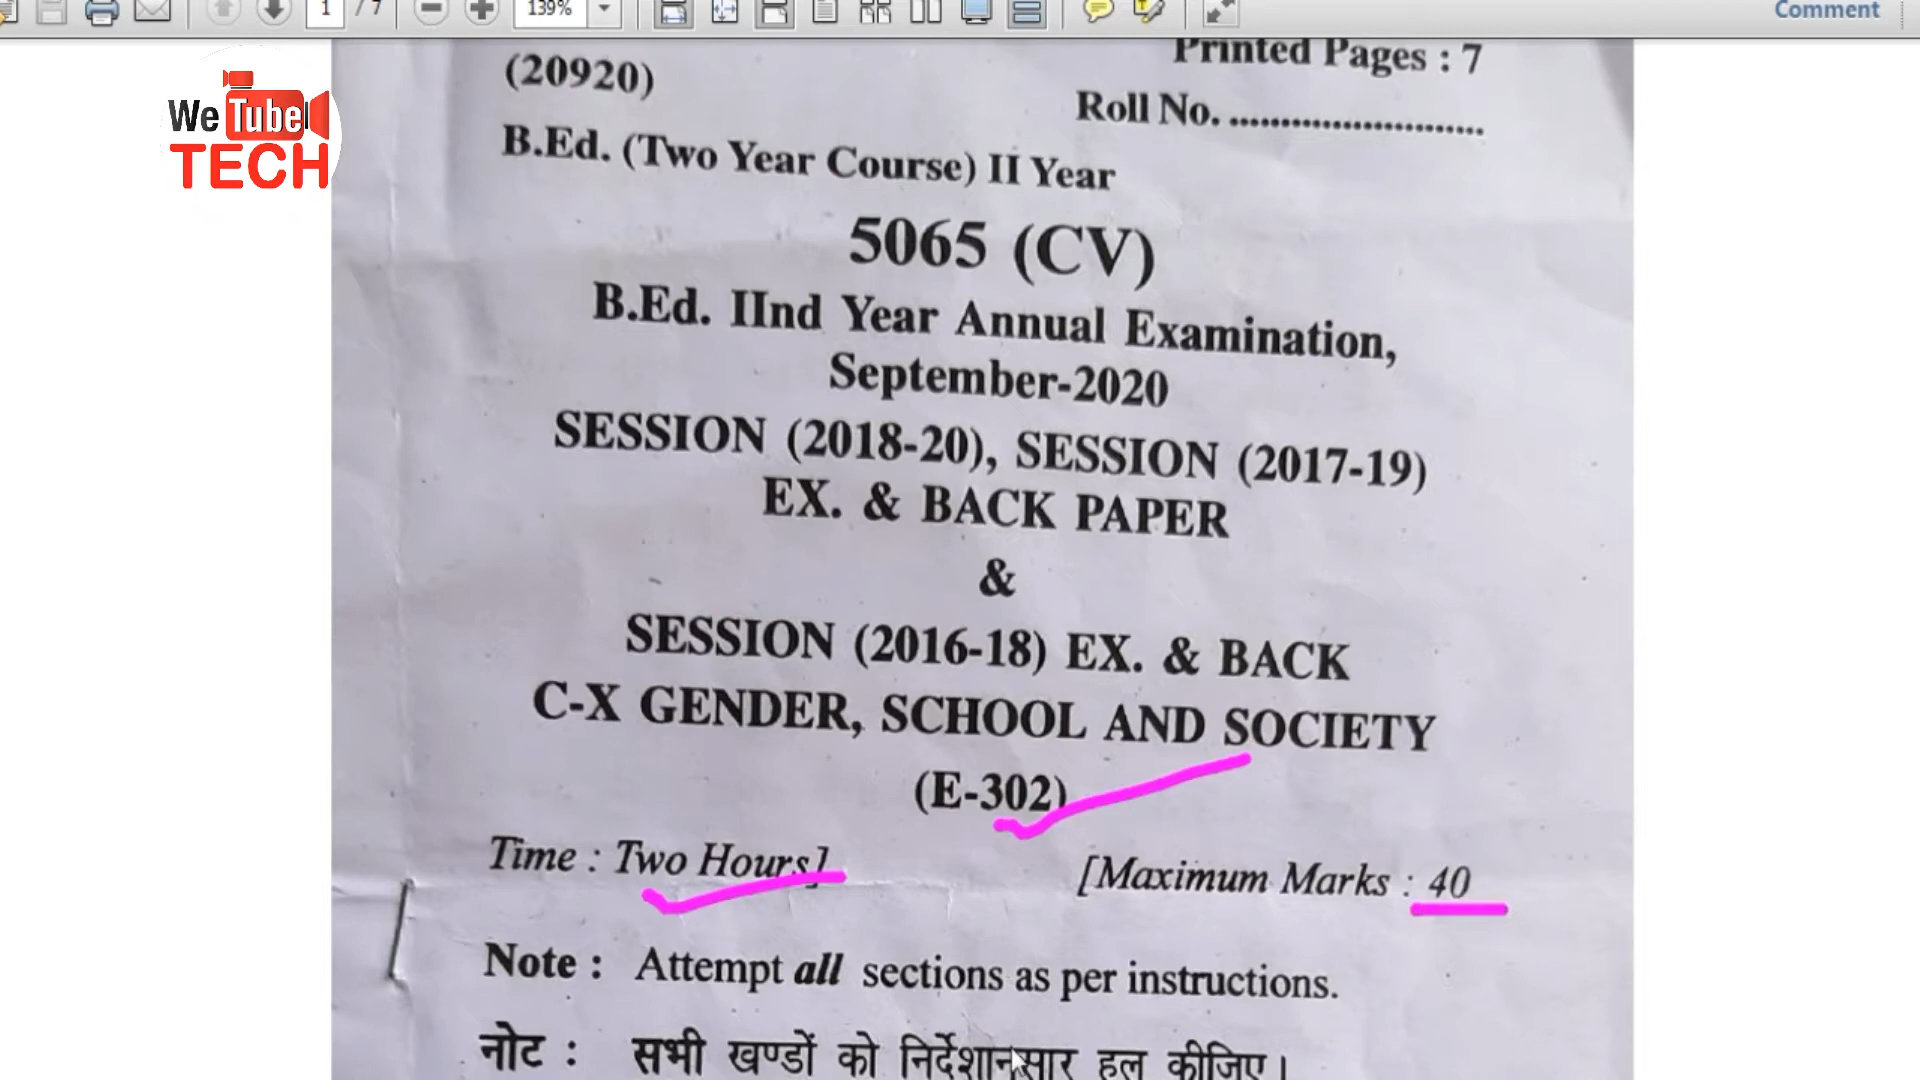 1 / 7
139%
Comment
We Tube
TECH
Printed Pages : 7
(20920)
Roll No. ..........................
B.Ed. (Two Year Course) II Year
5065 (CV)
B.Ed. IInd Year Annual Examination,
September-2020
SESSION (2018-20), SESSION (2017-19)
EX. & BACK PAPER
&
SESSION (2016-18) EX. & BACK
C-X GENDER, SCHOOL AND SOCIETY
(E-302)
Time : Two Hours]
[Maximum Marks : 40
Note : Attempt all sections as per instructions.
नोट : सभी खण्डों को निर्देशानुसार हल कीजिए।